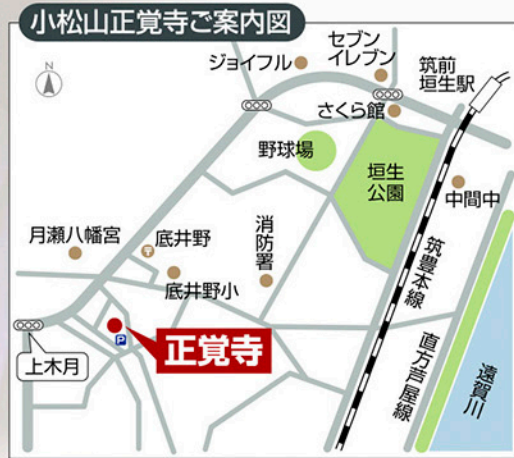 小松山正覚寺ご案内図
セブン
イレブン
ジョイフル
筑前
垣生駅
さくら館
N
野球場
垣生
公園
中間中
月瀬八幡宮
底井野
消防署
底井野小
筑豊本線
正覚寺
P
上木月
直方芦屋線
遠賀川